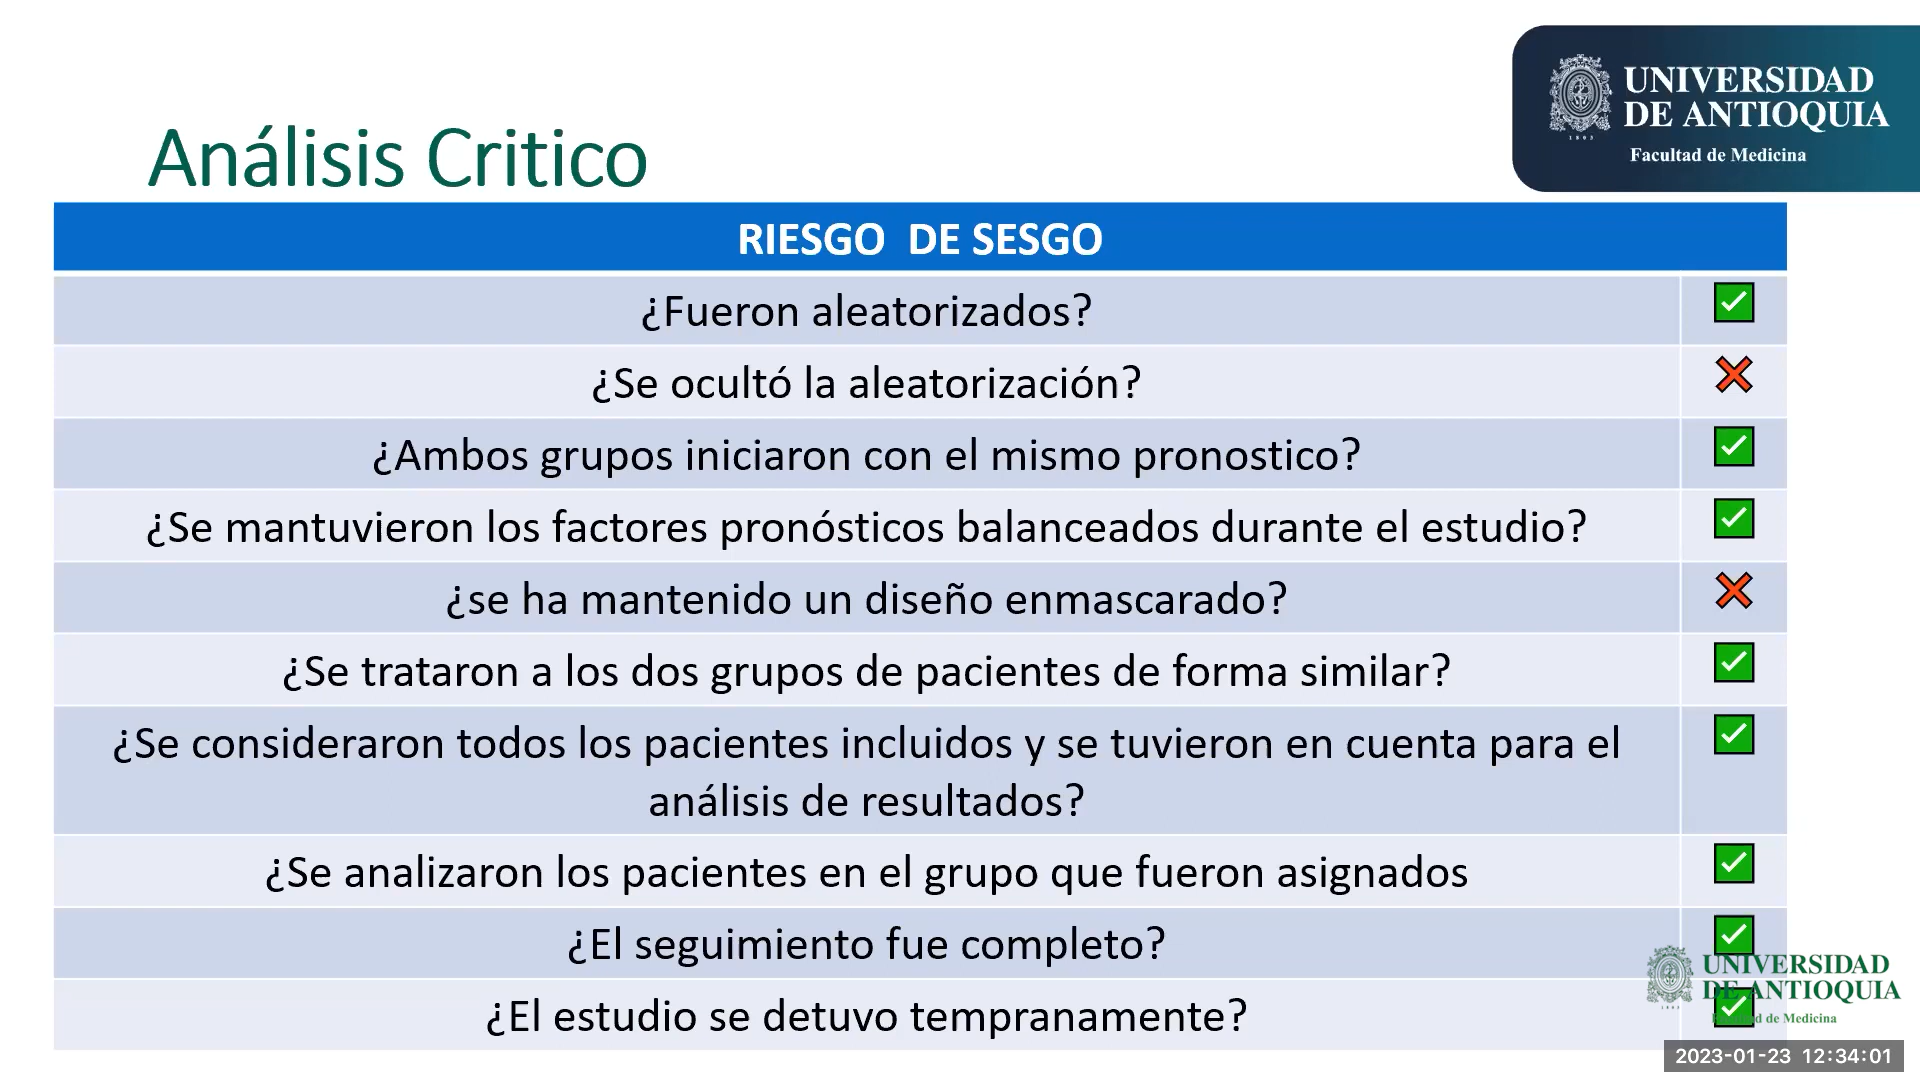 UNIVERSIDAD
DE ANTIOQUIA
1803
Facultad de Medicina
Análisis Critico
RIESGO DE SESGO
¿Fueron aleatorizados?
¿Se ocultó la aleatorización?
¿Ambos grupos iniciaron con el mismo pronostico?
¿Se mantuvieron los factores pronósticos balanceados durante el estudio?
¿se ha mantenido un diseño enmascarado?
¿Se trataron a los dos grupos de pacientes de forma similar?
¿Se consideraron todos los pacientes incluidos y se tuvieron en cuenta para el
análisis de resultados?
¿Se analizaron los pacientes en el grupo que fueron asignados
¿El seguimiento fue completo?
¿El estudio se detuvo tempranamente?
UNIVERSIDAD
DE ANTIOQUIA
de Medicina
2023-01-23 12:34:01